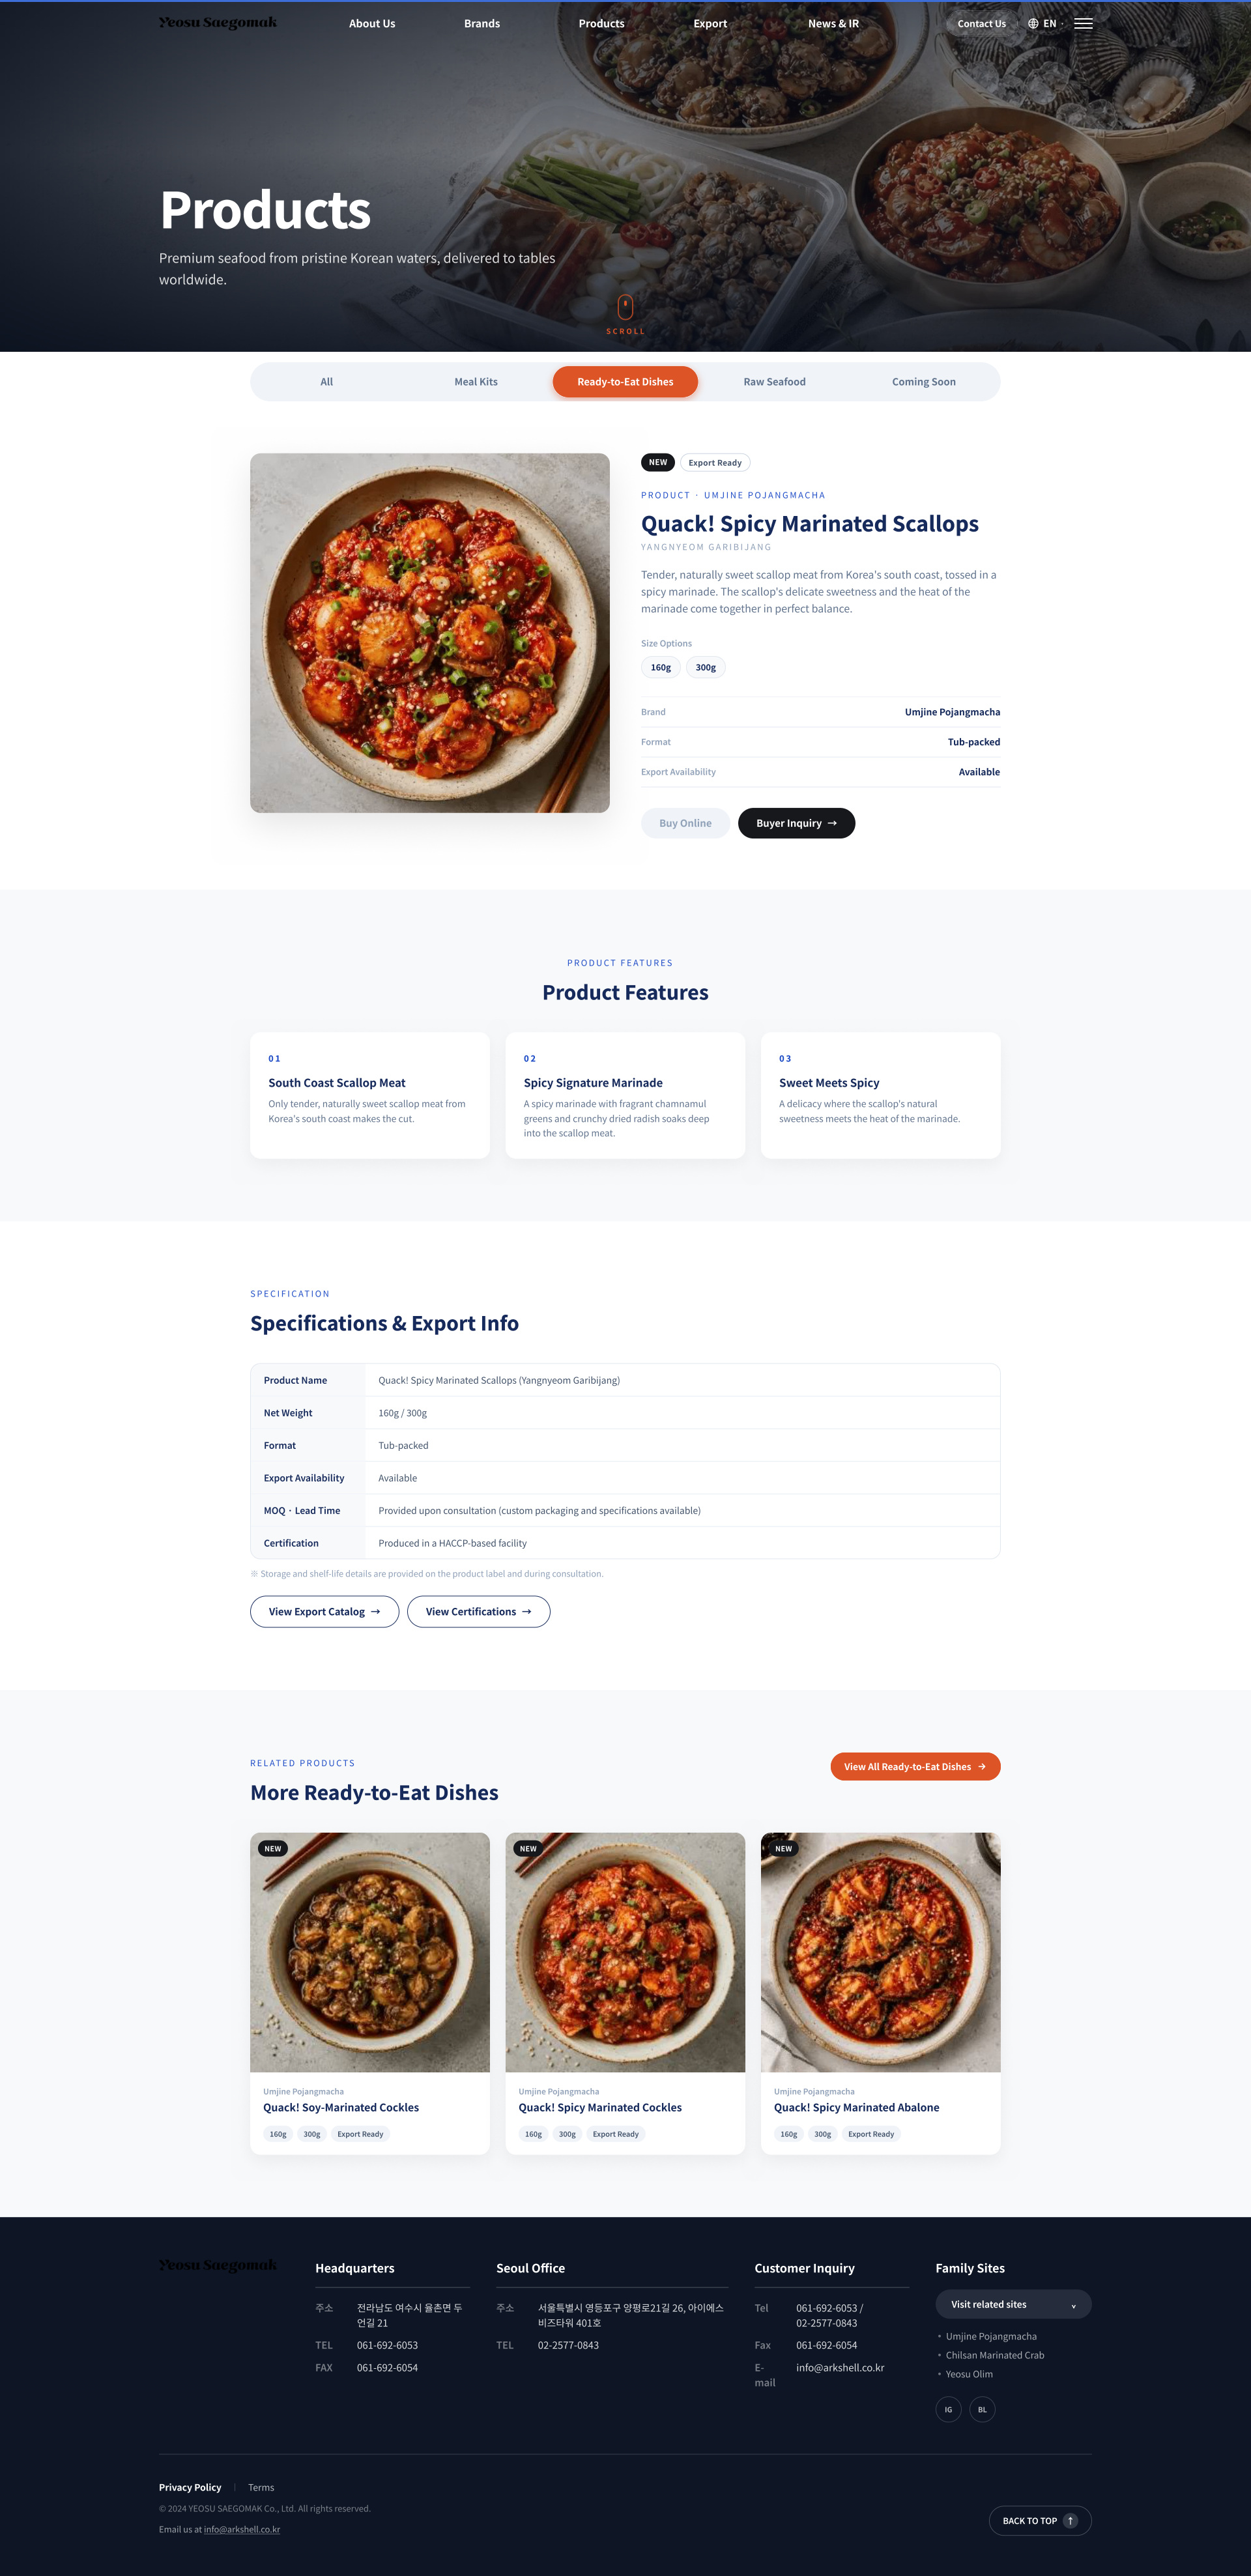 Yeosu Saegomak
About Us
Brands
Products
Export
News & IR
Contact Us
EN
Products
Premium seafood from pristine Korean waters, delivered to tables
worldwide.
SCROLL
All
Meal Kits
Ready-to-Eat Dishes
Raw Seafood
Coming Soon
NEW
Export Ready
PRODUCT · UMJINE POJANGMACHA
Quack! Spicy Marinated Scallops
YANGNYEOM GARIBIJANG
Tender, naturally sweet scallop meat from Korea's south coast, tossed in a
spicy marinade. The scallop's delicate sweetness and the heat of the
marinade come together in perfect balance.
Size Options
160g
300g
Brand
Umjine Pojangmacha
Format
Tub-packed
Export Availability
Available
Buy Online
Buyer Inquiry →
PRODUCT FEATURES
Product Features
01
South Coast Scallop Meat
Only tender, naturally sweet scallop meat from
Korea's south coast makes the cut.
02
Spicy Signature Marinade
A spicy marinade with fragrant chamnamul
greens and crunchy dried radish soaks deep
into the scallop meat.
03
Sweet Meets Spicy
A delicacy where the scallop's natural
sweetness meets the heat of the marinade.
SPECIFICATION
Specifications & Export Info
Product Name
Quack! Spicy Marinated Scallops (Yangnyeom Garibijang)
Net Weight
160g / 300g
Format
Tub-packed
Export Availability
Available
MOQ · Lead Time
Provided upon consultation (custom packaging and specifications available)
Certification
Produced in a HACCP-based facility
※ Storage and shelf-life details are provided on the product label and during consultation.
View Export Catalog →
View Certifications →
RELATED PRODUCTS
More Ready-to-Eat Dishes
View All Ready-to-Eat Dishes →
NEW
Umjine Pojangmacha
Quack! Soy-Marinated Cockles
160g
300g
Export Ready
NEW
Umjine Pojangmacha
Quack! Spicy Marinated Cockles
160g
300g
Export Ready
NEW
Umjine Pojangmacha
Quack! Spicy Marinated Abalone
160g
300g
Export Ready
Yeosu Saegomak
Headquarters
주소
전라남도 여수시 율촌면 두
언길 21
TEL
061-692-6053
FAX
061-692-6054
Seoul Office
주소
서울특별시 영등포구 양평로21길 26, 아이에스
비즈타워 401호
TEL
02-2577-0843
Customer Inquiry
Tel
061-692-6053 /
02-2577-0843
Fax
061-692-6054
E-
mail
info@arkshell.co.kr
Family Sites
Visit related sites
Umjine Pojangmacha
Chilsan Marinated Crab
Yeosu Olim
IG
BL
Privacy Policy
Terms
© 2024 YEOSU SAEGOMAK Co., Ltd. All rights reserved.
Email us at info@arkshell.co.kr
BACK TO TOP ↑